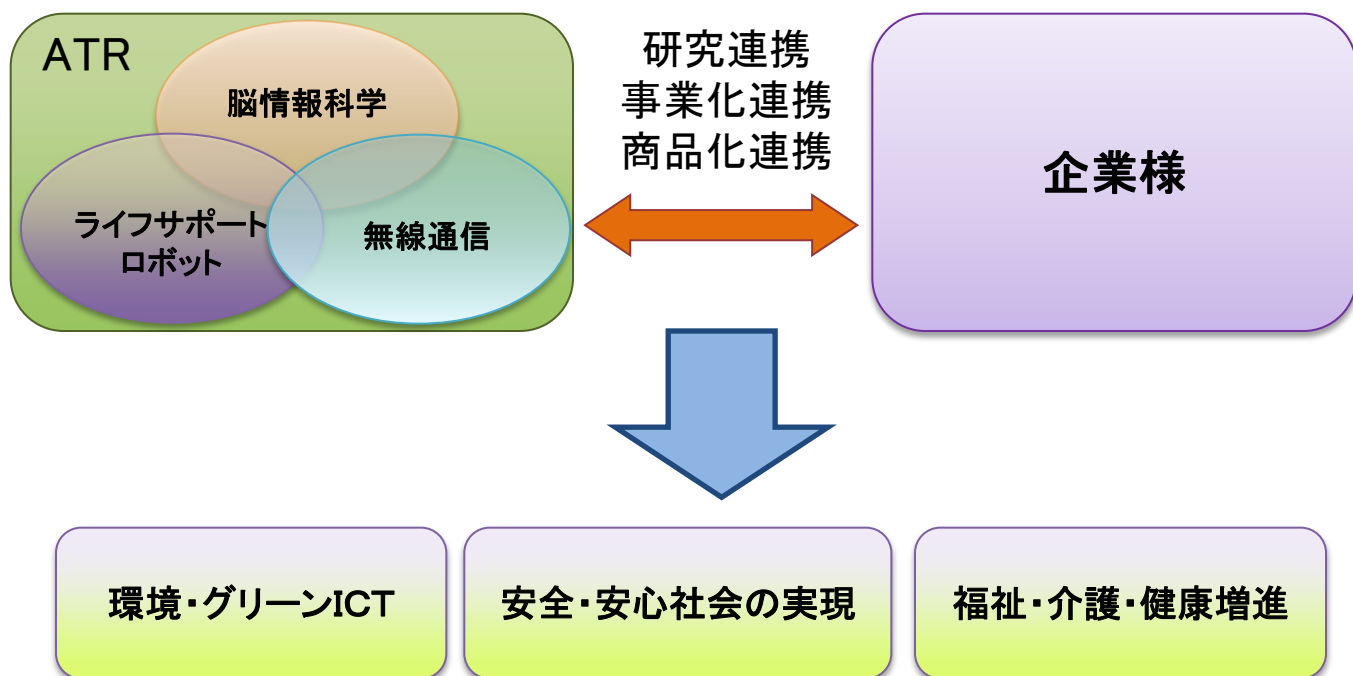 ATR
脳情報科学
ライフサポート
ロボット
無線通信
研究連携
事業化連携
商品化連携
企業様
環境・グリーンICT
安全・安心社会の実現
福祉・介護・健康増進